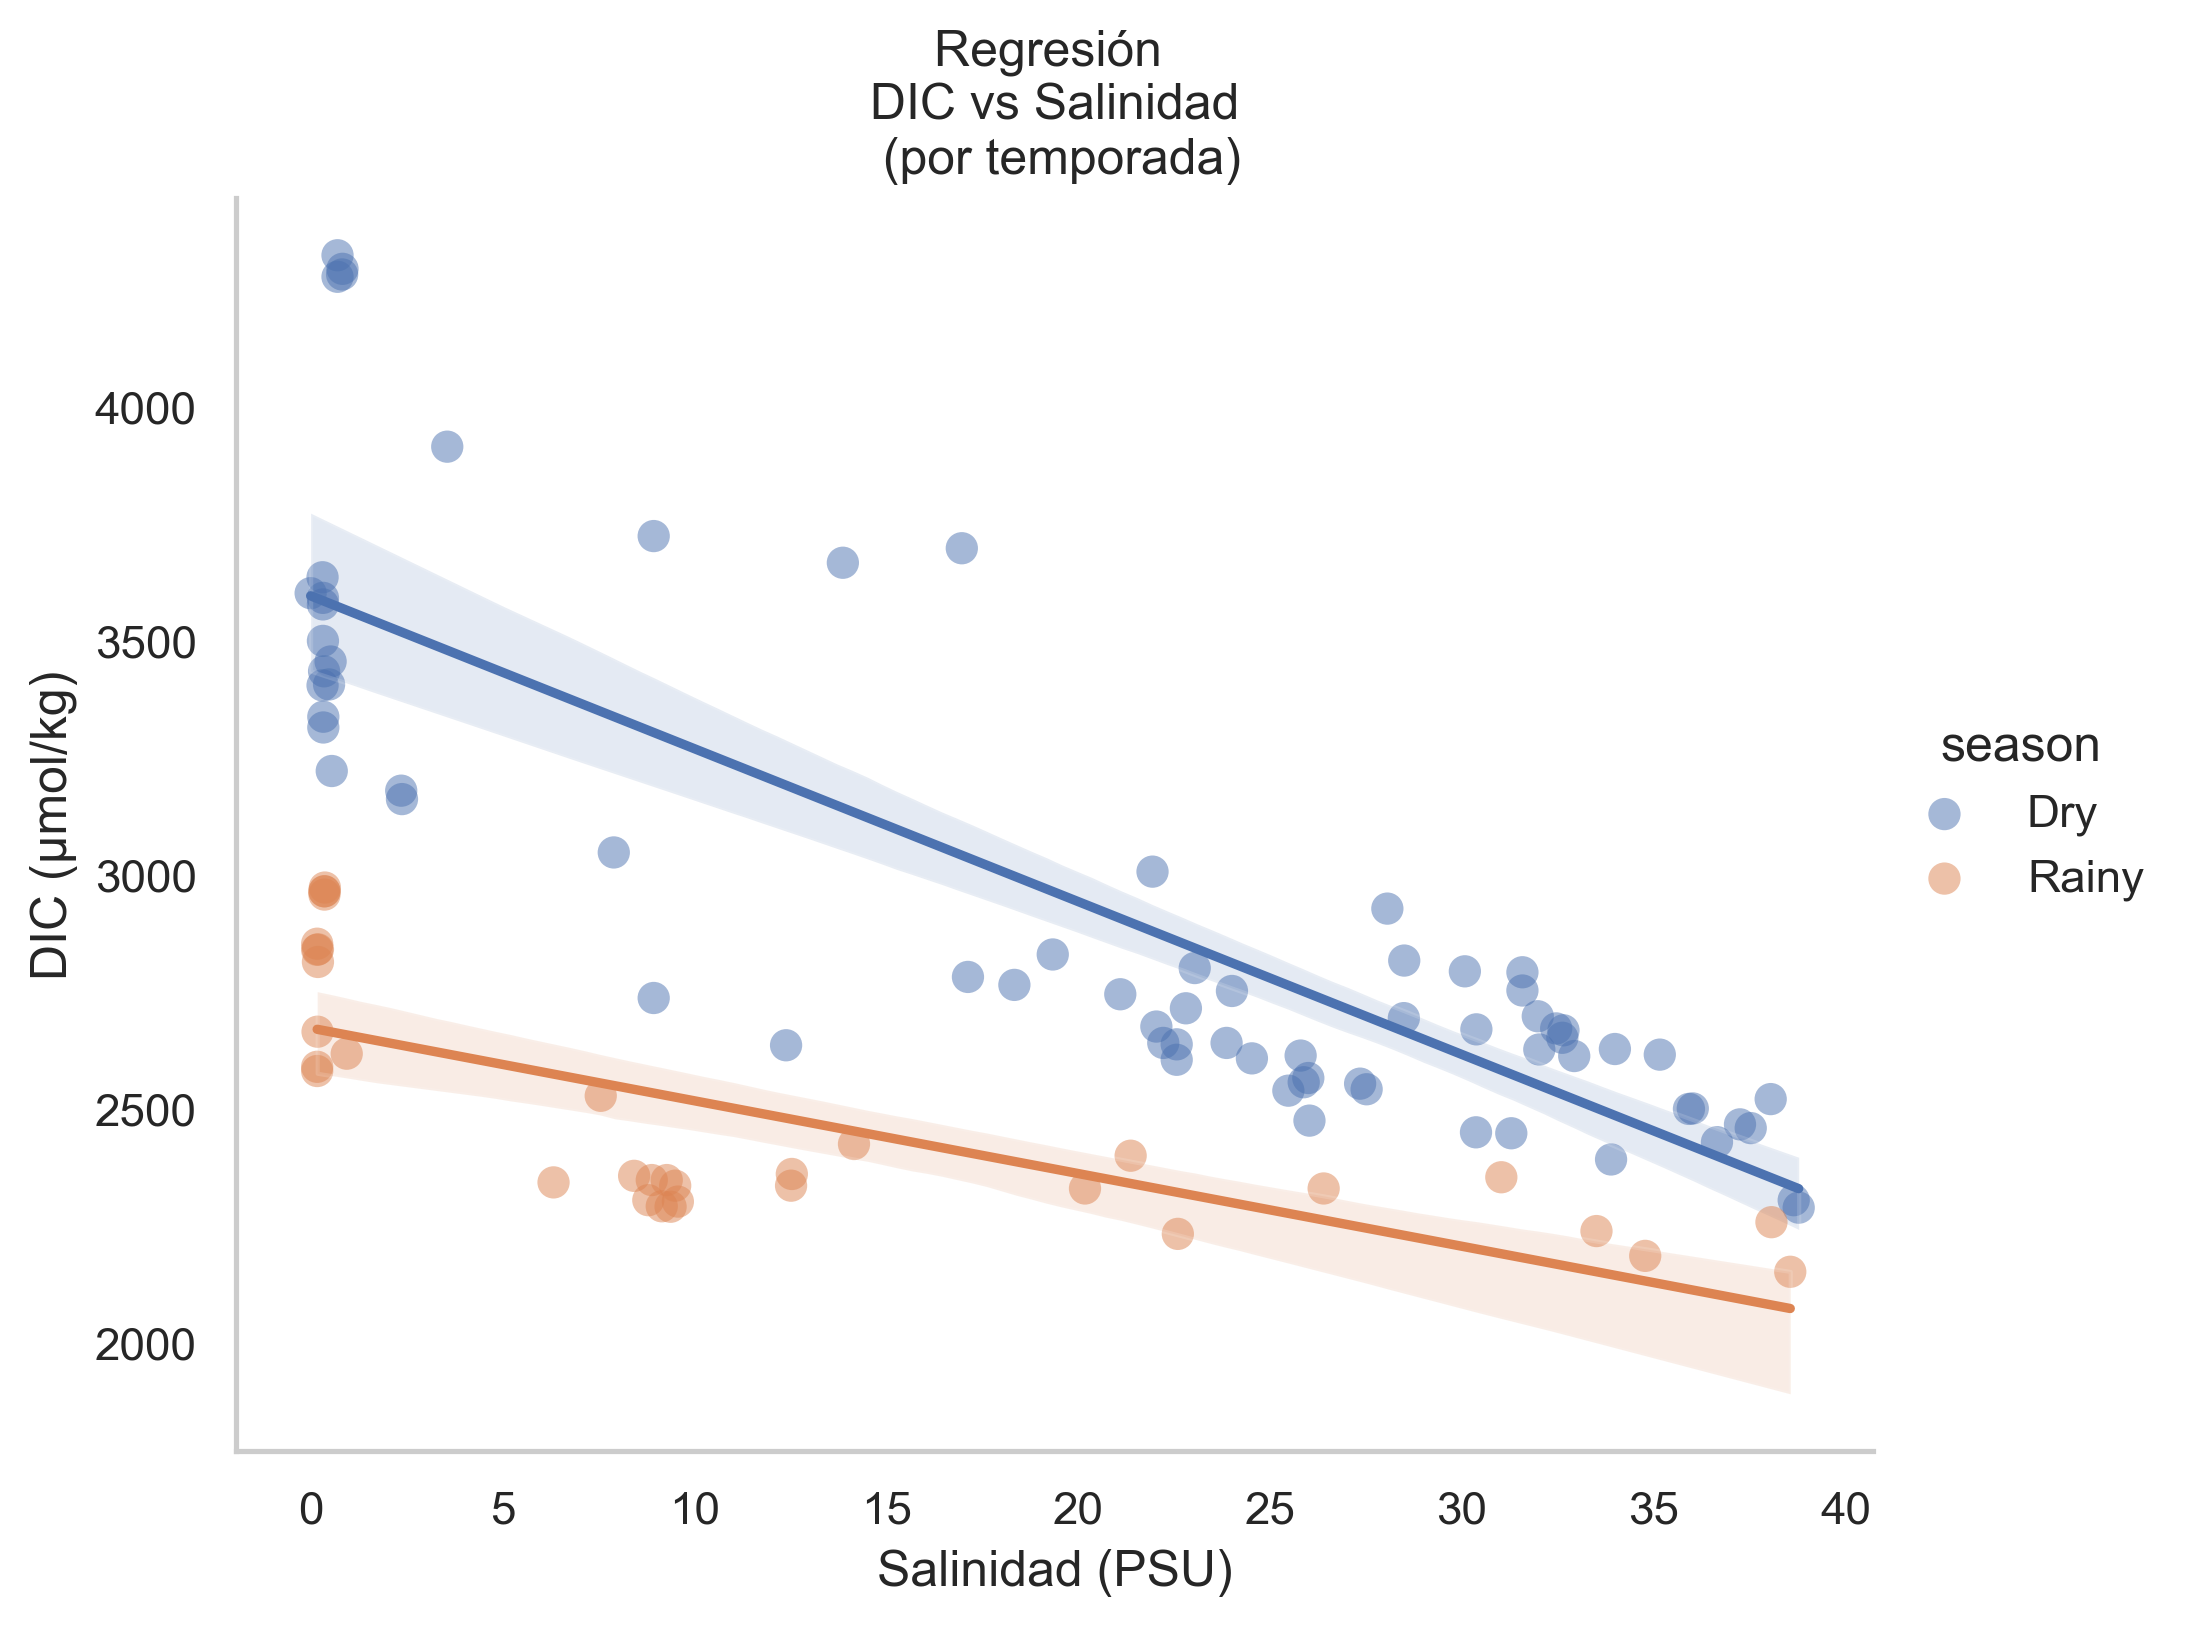 Regresión
DIC vs Salinidad
(por temporada)
DIC (µmol/kg)
4000
3500
3000
2500
2000
0 5 10 15 20 25 30 35 40
Salinidad (PSU)
season
Dry
Rainy